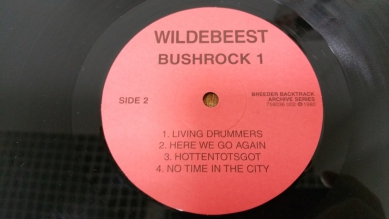 WILDEBEEST
BUSHROCK 1
SIDE 2
BREEDER BACKTRACK
ARCHIVE SERIES
1. LIVING DRUMMERS
2. HERE WE GO AGAIN
3. HOTTENTOTSGOT
4. NO TIME IN THE CITY